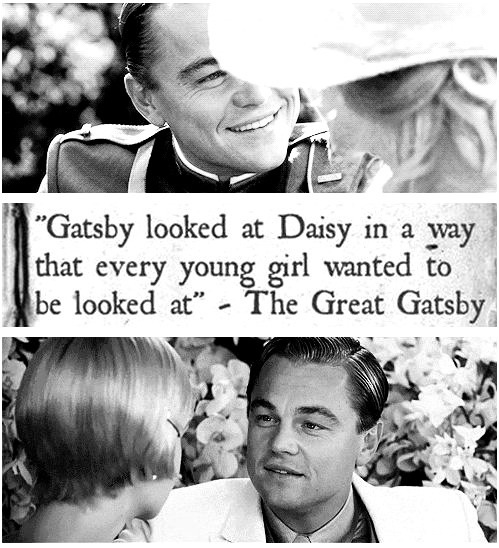 "Gatsby looked at Daisy in a way
that every young girl wanted to
be looked at" - The Great Gatsby